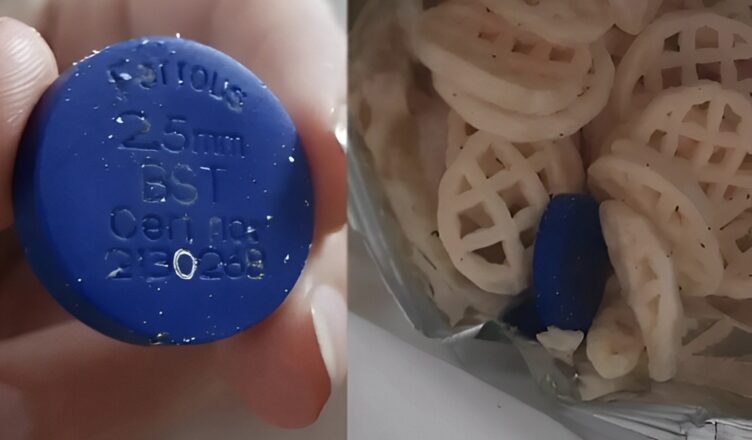 Ferrous
2.5mm
BST
Cert no:
2130268